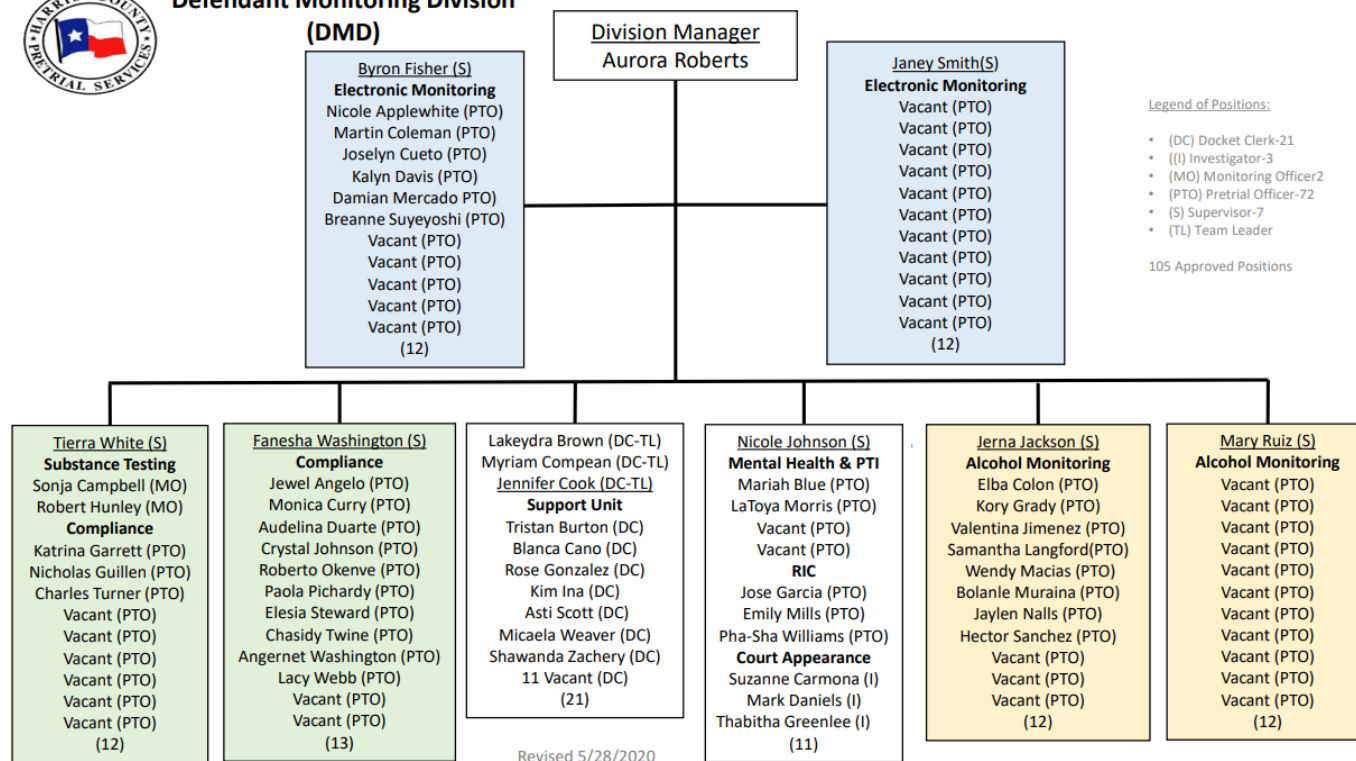 HARRIS COUNTY
PRETRIAL SERVICES
Defendant Monitoring Division
(DMD)
Division Manager
Aurora Roberts
Byron Fisher (S)
Electronic Monitoring
Nicole Applewhite (PTO)
Martin Coleman (PTO)
Joselyn Cueto (PTO)
Kalyn Davis (PTO)
Damian Mercado PTO)
Breanne Suyeyoshi (PTO)
Vacant (PTO)
Vacant (PTO)
Vacant (PTO)
Vacant (PTO)
Vacant (PTO)
(12)
Janey Smith(S)
Electronic Monitoring
Vacant (PTO)
Vacant (PTO)
Vacant (PTO)
Vacant (PTO)
Vacant (PTO)
Vacant (PTO)
Vacant (PTO)
Vacant (PTO)
Vacant (PTO)
Vacant (PTO)
Vacant (PTO)
(12)
Legend of Positions:
• (DC) Docket Clerk-21
• ((I) Investigator-3
• (MO) Monitoring Officer2
• (PTO) Pretrial Officer-72
• (S) Supervisor-7
• (TL) Team Leader
105 Approved Positions
Tierra White (S)
Substance Testing
Sonja Campbell (MO)
Robert Hunley (MO)
Compliance
Katrina Garrett (PTO)
Nicholas Guillen (PTO)
Charles Turner (PTO)
Vacant (PTO)
Vacant (PTO)
Vacant (PTO)
Vacant (PTO)
Vacant (PTO)
Vacant (PTO)
(12)
Fanesha Washington (S)
Compliance
Jewel Angelo (PTO)
Monica Curry (PTO)
Audelina Duarte (PTO)
Crystal Johnson (PTO)
Roberto Okenve (PTO)
Paola Pichardy (PTO)
Elesia Steward (PTO)
Chasidy Twine (PTO)
Angernet Washington (PTO)
Lacy Webb (PTO)
Vacant (PTO)
Vacant (PTO)
(13)
Lakeydra Brown (DC-TL)
Myriam Compean (DC-TL)
Jennifer Cook (DC-TL)
Support Unit
Tristan Burton (DC)
Blanca Cano (DC)
Rose Gonzalez (DC)
Kim Ina (DC)
Asti Scott (DC)
Micaela Weaver (DC)
Shawanda Zachery (DC)
11 Vacant (DC)
(21)
Nicole Johnson (S)
Mental Health & PTI
Mariah Blue (PTO)
LaToya Morris (PTO)
Vacant (PTO)
Vacant (PTO)
RIC
Jose Garcia (PTO)
Emily Mills (PTO)
Pha-Sha Williams (PTO)
Court Appearance
Suzanne Carmona (I)
Mark Daniels (I)
Thabitha Greenlee (I)
(11)
Jerna Jackson (S)
Alcohol Monitoring
Elba Colon (PTO)
Kory Grady (PTO)
Valentina Jimenez (PTO)
Samantha Langford(PTO)
Wendy Macias (PTO)
Bolanle Muraina (PTO)
Jaylen Nalls (PTO)
Hector Sanchez (PTO)
Vacant (PTO)
Vacant (PTO)
Vacant (PTO)
(12)
Mary Ruiz (S)
Alcohol Monitoring
Vacant (PTO)
Vacant (PTO)
Vacant (PTO)
Vacant (PTO)
Vacant (PTO)
Vacant (PTO)
Vacant (PTO)
Vacant (PTO)
Vacant (PTO)
Vacant (PTO)
Vacant (PTO)
(12)
Revised 5/28/2020